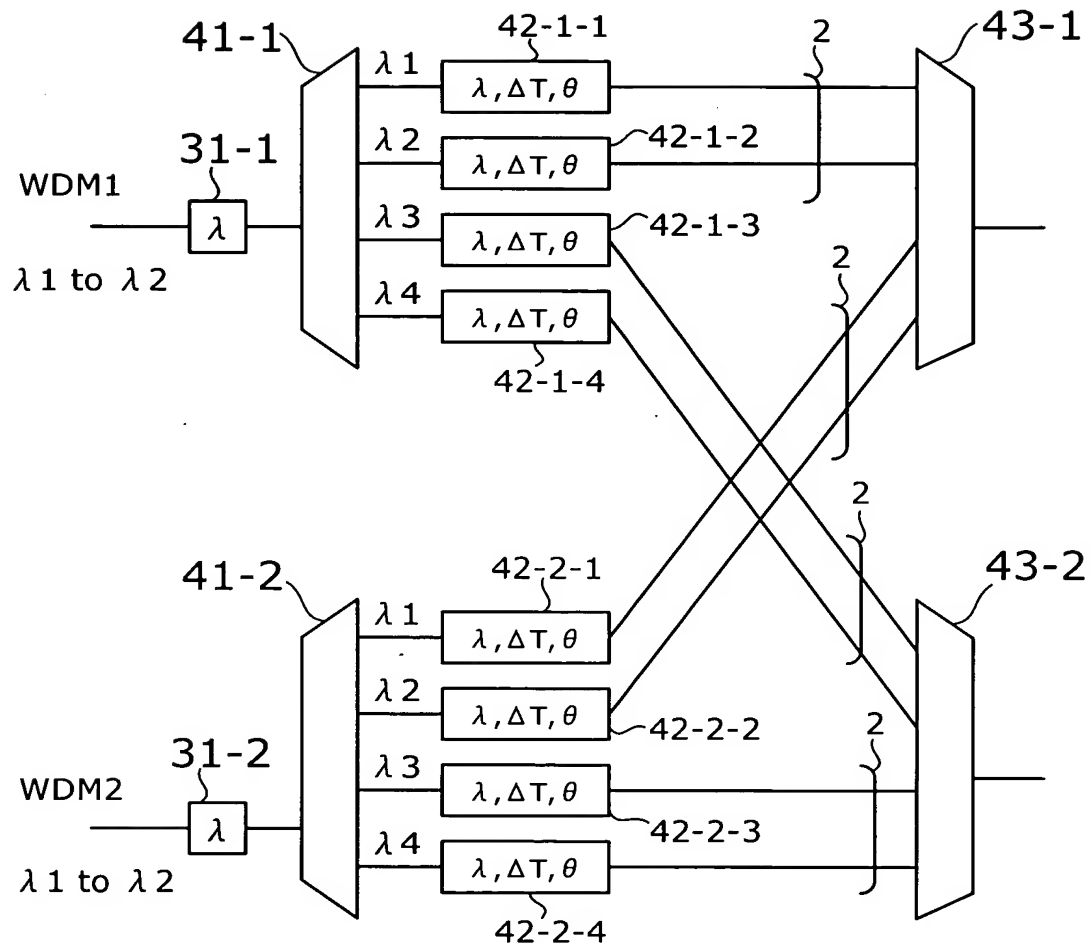 41-1
42-1-1
2
43-1
λ1
λ, ΔT, θ
λ2
λ, ΔT, θ
42-1-2
31-1
WDM1
λ
λ3
λ, ΔT, θ
42-1-3
λ1 to λ2
λ4
λ, ΔT, θ
42-1-4
2
2
41-2
42-2-1
43-2
λ1
λ, ΔT, θ
λ2
λ, ΔT, θ
42-2-2
2
31-2
WDM2
λ
λ3
λ, ΔT, θ
42-2-3
λ1 to λ2
λ4
λ, ΔT, θ
42-2-4